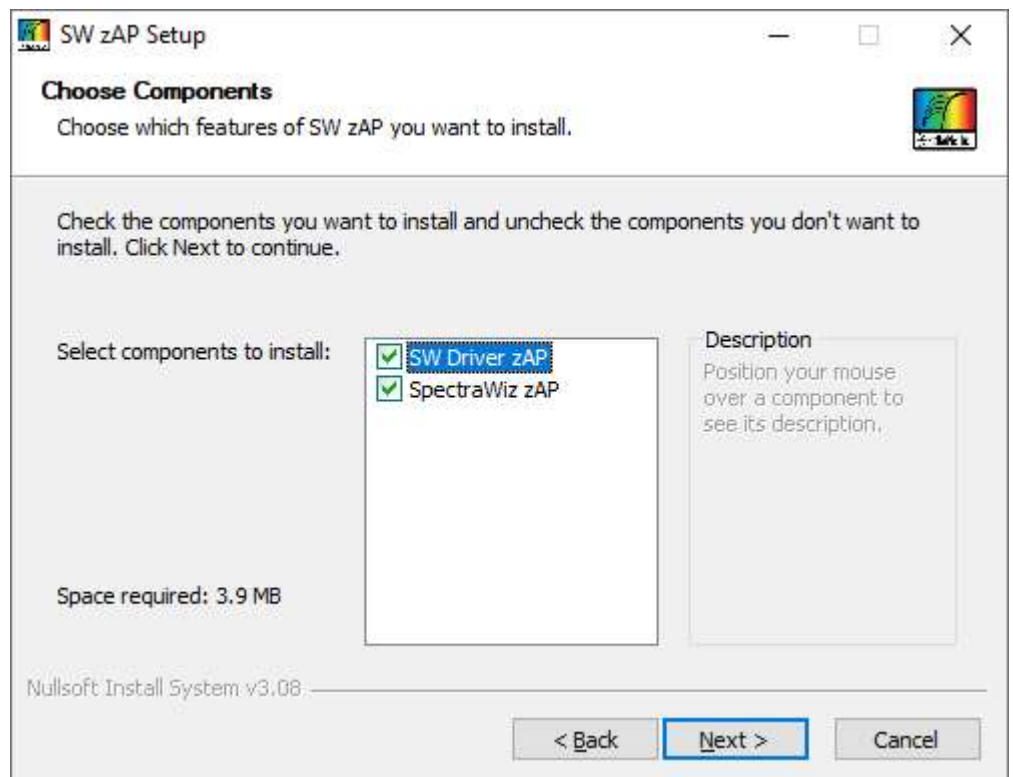 SW zAP Setup
Choose Components
Choose which features of SW zAP you want to install.
Check the components you want to install and uncheck the components you don't want to
install. Click Next to continue.
Select components to install:
SW Driver zAP
SpectraWiz zAP
Description
Position your mouse
over a component to
see its description.
Space required: 3.9 MB
Nullsoft Install System v3.08
< Back
Next >
Cancel